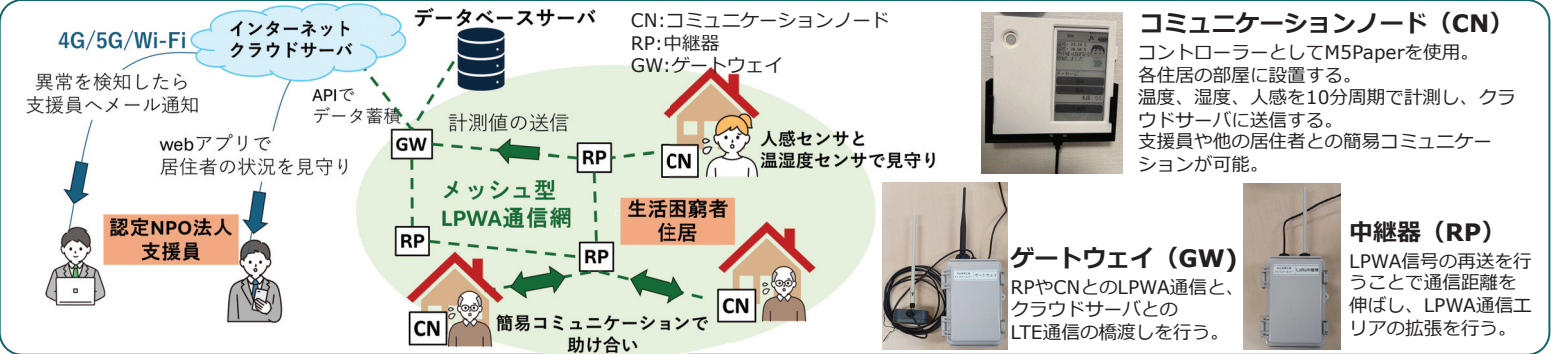 4G/5G/Wi-Fi
インターネット
クラウドサーバ
データベースサーバ
CN:コミュニケーションノード
RP:中継器
GW:ゲートウェイ
異常を検知したら
支援員へメール通知
APIで
データ蓄積
webアプリで
居住者の状況を見守り
計測値の送信
GW
RP
CN
人感センサと
温湿度センサで見守り
メッシュ型
LPWA通信網
生活困窮者
住居
認定NPO法人
支援員
RP
RP
CN
CN
簡易コミュニケーションで
助け合い
コミュニケーションノード（CN）
コントローラーとしてM5Paperを使用。
各住居の部屋に設置する。
温度、湿度、人感を10分周期で計測し、クラ
ウドサーバに送信する。
支援員や他の居住者との簡易コミュニケー
ションが可能。
ゲートウェイ
ゲートウェイ（GW)
RPやCNとのLPWA通信と、
クラウドサーバとの
LTE通信の橋渡しを行う。
中継器（RP）
LPWA信号の再送を行
うことで通信距離を
伸ばし、LPWA通信エ
リアの拡張を行う。